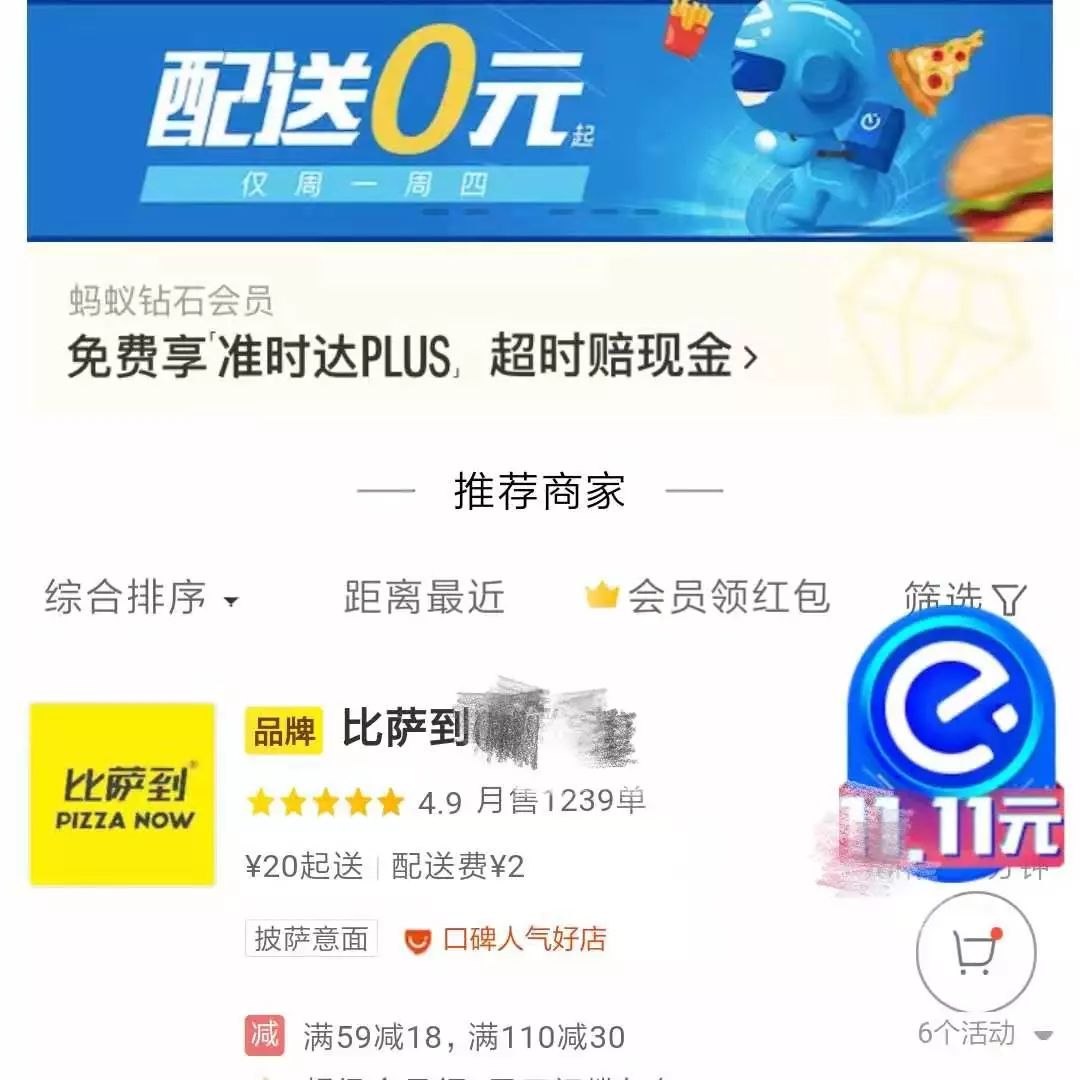 配送0元起
仅周一周四
蚂蚁钻石会员
免费享「准时达PLUS」 超时赔现金>
推荐商家
综合排序 距离最近 会员领红包 筛选
比萨到®
PIZZA NOW
品牌 比萨到
4.9 月售1239单
¥20起送 配送费¥2
11.11元
分钟
披萨意面 口碑人气好店
减 满59减18，满110减30
6个活动